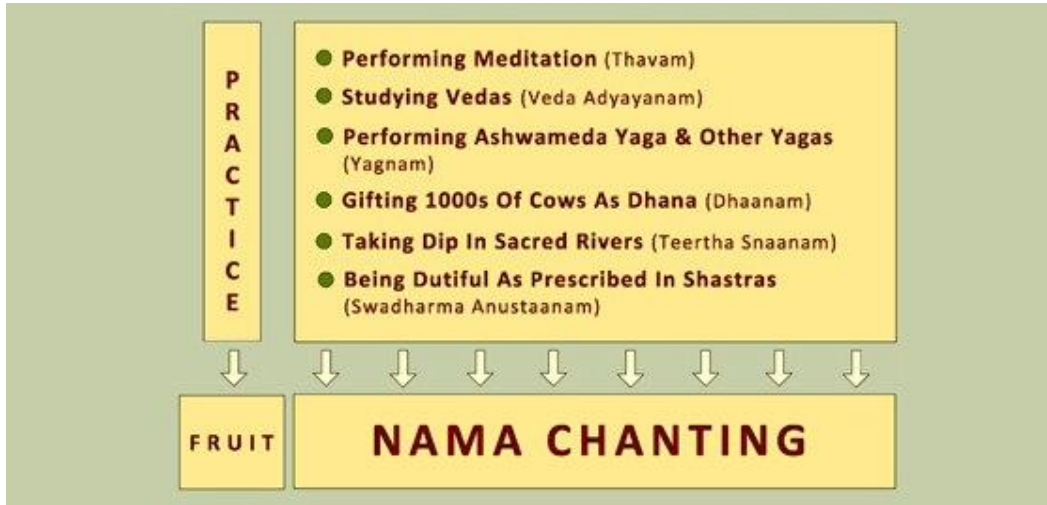 PRACTICE
Performing Meditation (Thavam)
Studying Vedas (Veda Adyayanam)
Performing Ashwameda Yaga & Other Yagas
(Yagnam)
Gifting 1000s Of Cows As Dhana (Dhaanam)
Taking Dip In Sacred Rivers (Teertha Snaanam)
Being Dutiful As Prescribed In Shastras
(Swadharma Anustaanam)
FRUIT
NAMA CHANTING